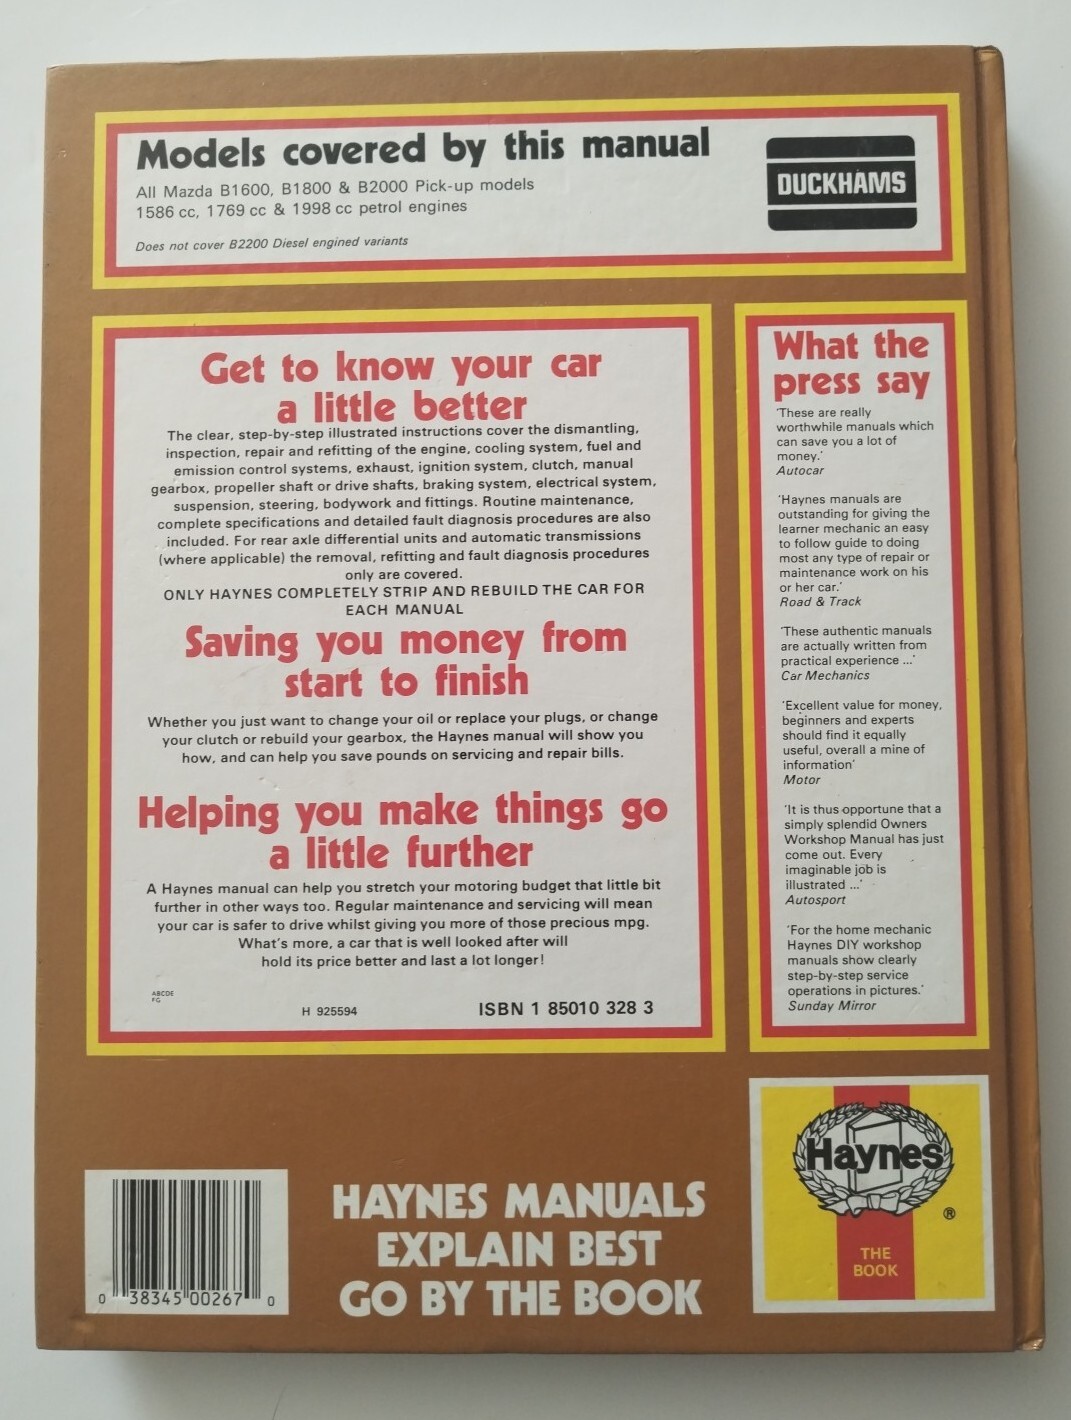 Models covered by this manual
All Mazda B1600, B1800 & B2000 Pick-up models
1586 cc, 1769 cc & 1998 cc petrol engines
Does not cover B2200 Diesel engined variants
DUCKHAMS
Get to know your car
a little better
The clear, step-by-step illustrated instructions cover the dismantling,
inspection, repair and refitting of the engine, cooling system, fuel and
emission control systems, exhaust, ignition system, clutch, manual
gearbox, propeller shaft or drive shafts, braking system, electrical system,
suspension, steering, bodywork and fittings. Routine maintenance,
complete specifications and detailed fault diagnosis procedures are also
included. For rear axle differential units and automatic transmissions
(where applicable) the removal, refitting and fault diagnosis procedures
only are covered.
ONLY HAYNES COMPLETELY STRIP AND REBUILD THE CAR FOR
EACH MANUAL
Saving you money from
start to finish
Whether you just want to change your oil or replace your plugs, or change
your clutch or rebuild your gearbox, the Haynes manual will show you
how, and can help you save pounds on servicing and repair bills.
Helping you make things go
a little further
A Haynes manual can help you stretch your motoring budget that little bit
further in other ways too. Regular maintenance and servicing will mean
your car is safer to drive whilst giving you more of those precious mpg.
What's more, a car that is well looked after will
hold its price better and last a lot longer!
ABCDE
FG
H 925594
ISBN 1 85010 328 3
What the
press say
'These are really
worthwhile manuals which
can save you a lot of
money.'
Autocar
'Haynes manuals are
outstanding for giving the
learner mechanic an easy
to follow guide to doing
most any type of repair or
maintenance work on his
or her car.'
Road & Track
'These authentic manuals
are actually written from
practical experience ...'
Car Mechanics
'Excellent value for money,
beginners and experts
should find it equally
useful, overall a mine of
information'
Motor
'It is thus opportune that a
simply splendid Owners
Workshop Manual has just
come out. Every
imaginable job is
illustrated ...'
Autosport
'For the home mechanic
Haynes DIY workshop
manuals show clearly
step-by-step service
operations in pictures.'
Sunday Mirror
0 38345 00267 0
HAYNES MANUALS
EXPLAIN BEST
GO BY THE BOOK
Haynes
®
THE
BOOK